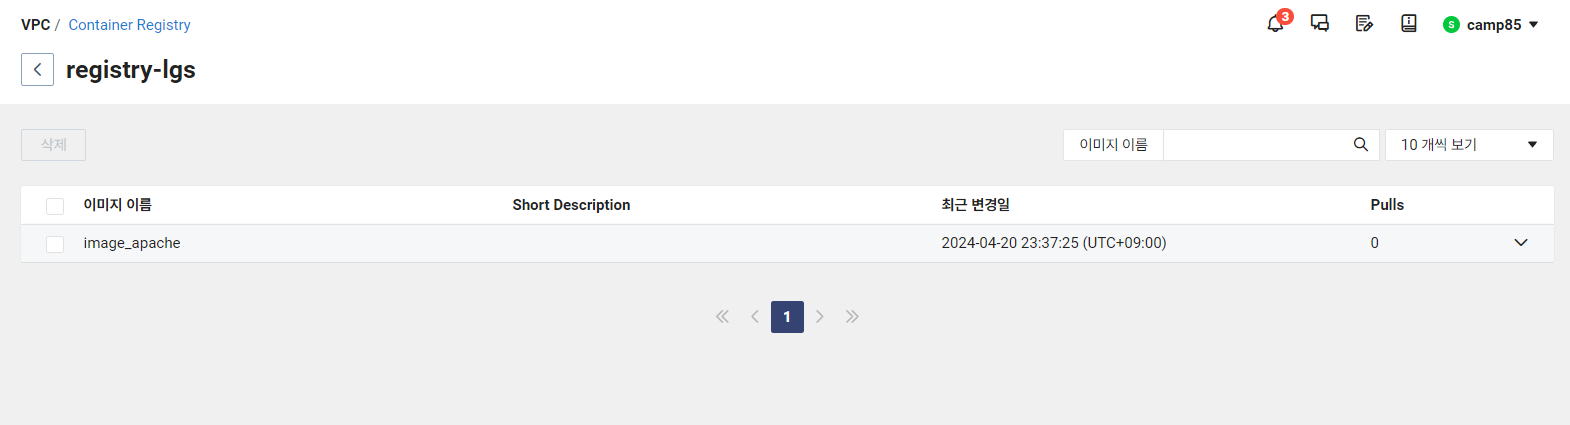 VPC / Container Registry
3
S camp85
registry-lgs
삭제
이미지 이름
10 개씩 보기
이미지 이름 Short Description 최근 변경일 Pulls
image_apache 2024-04-20 23:37:25 (UTC+09:00) 0
1